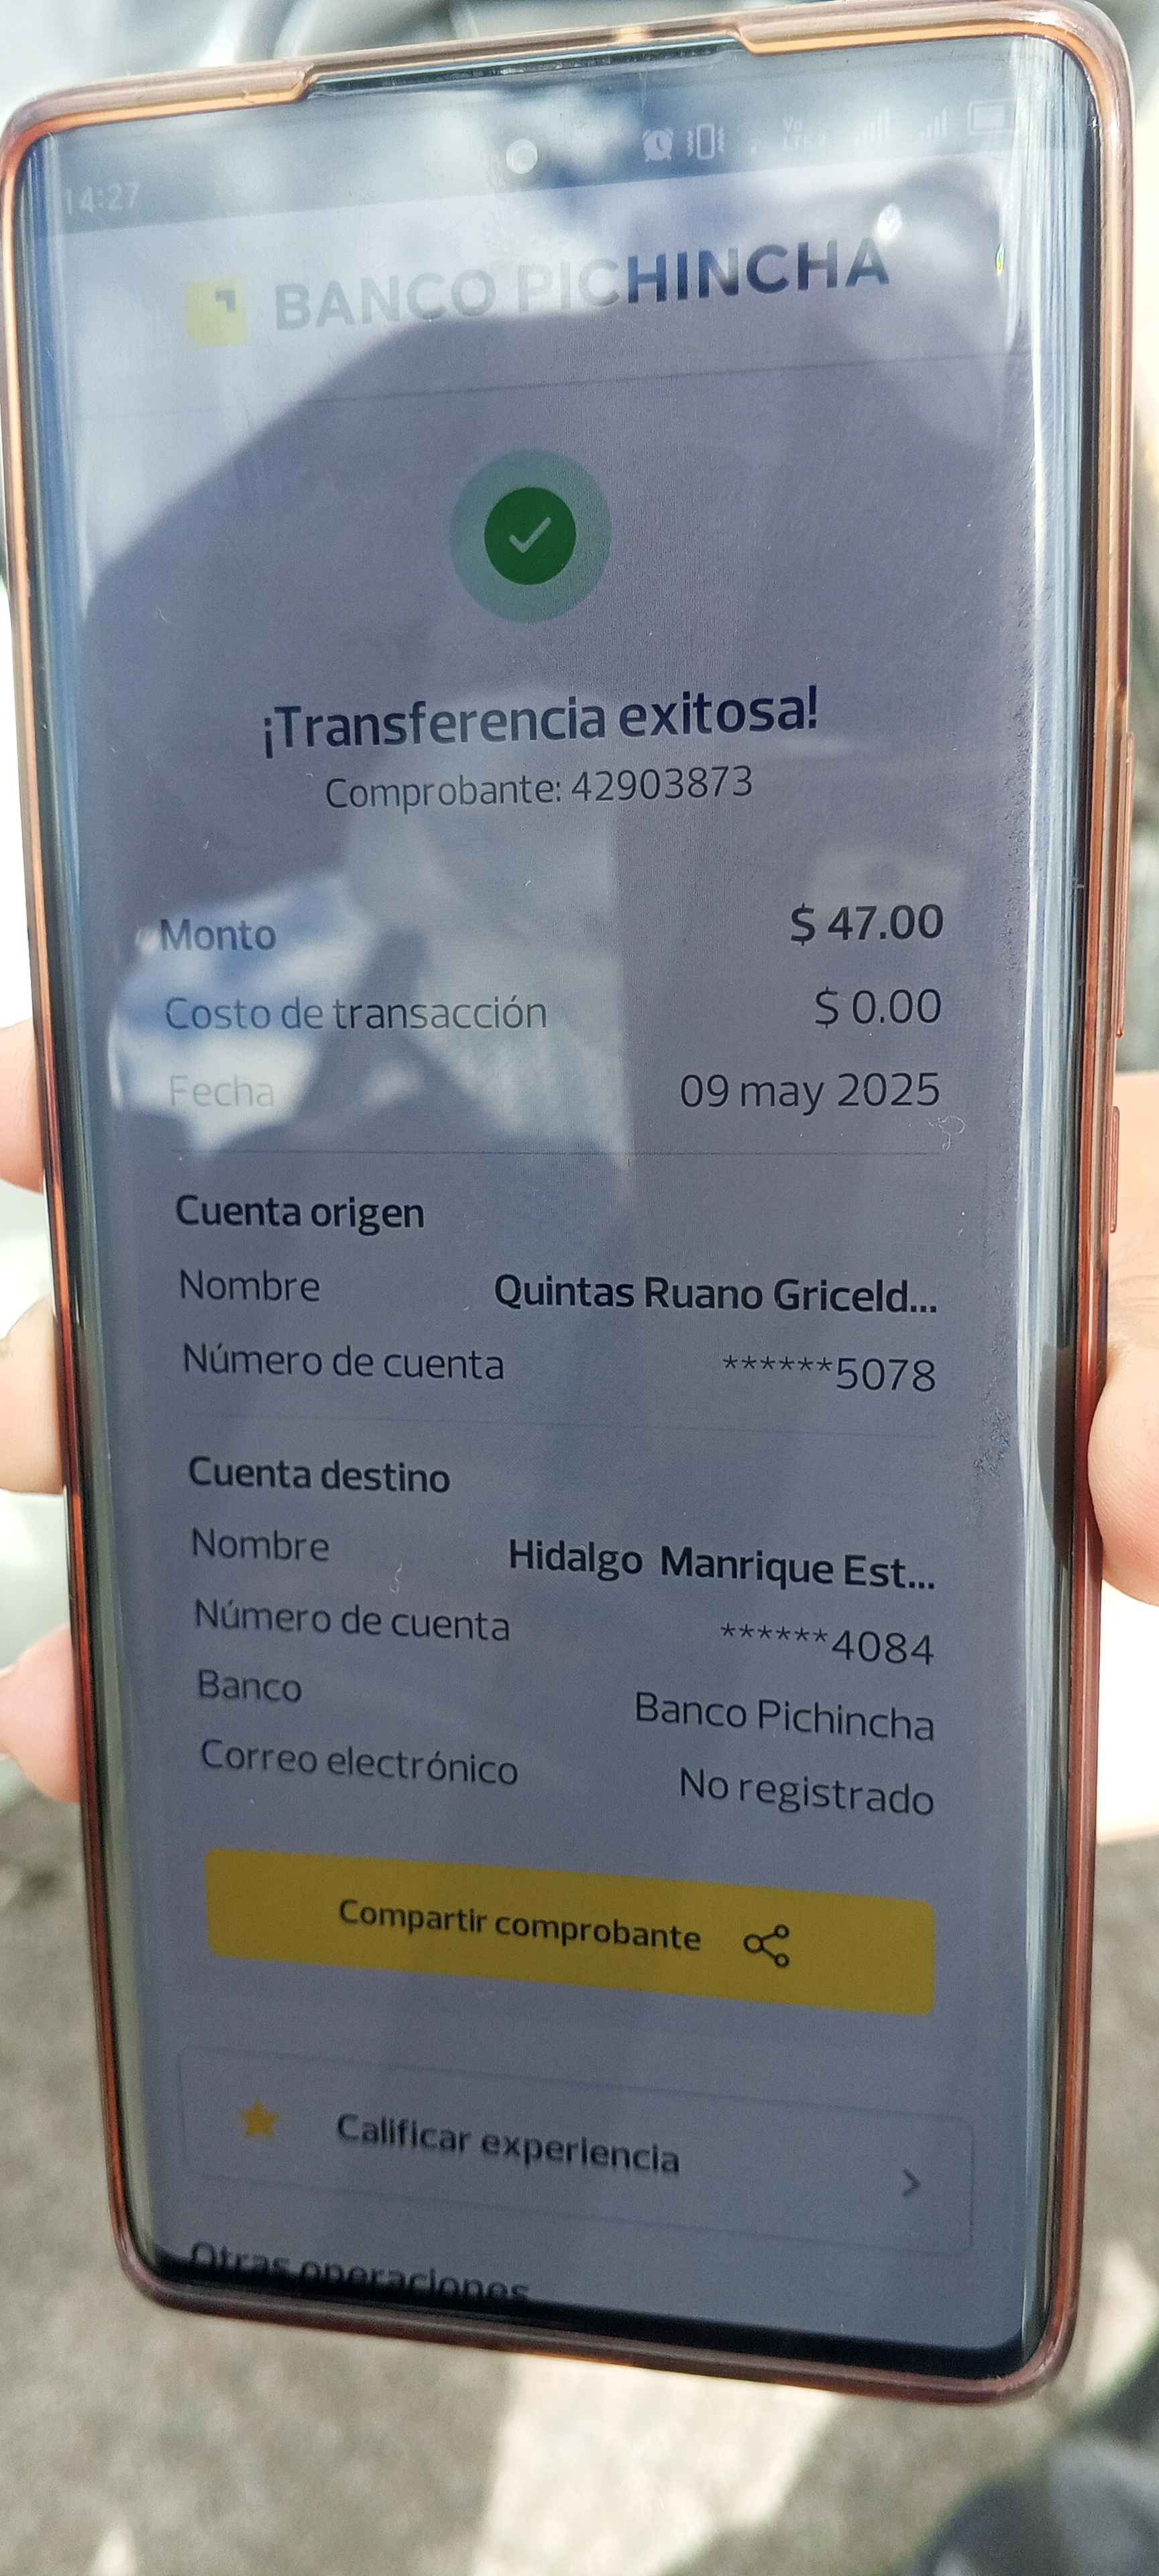 14:27
BANCO PICHINCHA
¡Transferencia exitosa!
Comprobante: 42903873
Monto $ 47.00
Costo de transacción $ 0.00
Fecha 09 may 2025
Cuenta origen
Nombre Quintas Ruano Griceld...
Número de cuenta ******5078
Cuenta destino
Nombre Hidalgo Manrique Est...
Número de cuenta ******4084
Banco Banco Pichincha
Correo electrónico No registrado
Compartir comprobante
Calificar experiencia
Otras operaciones